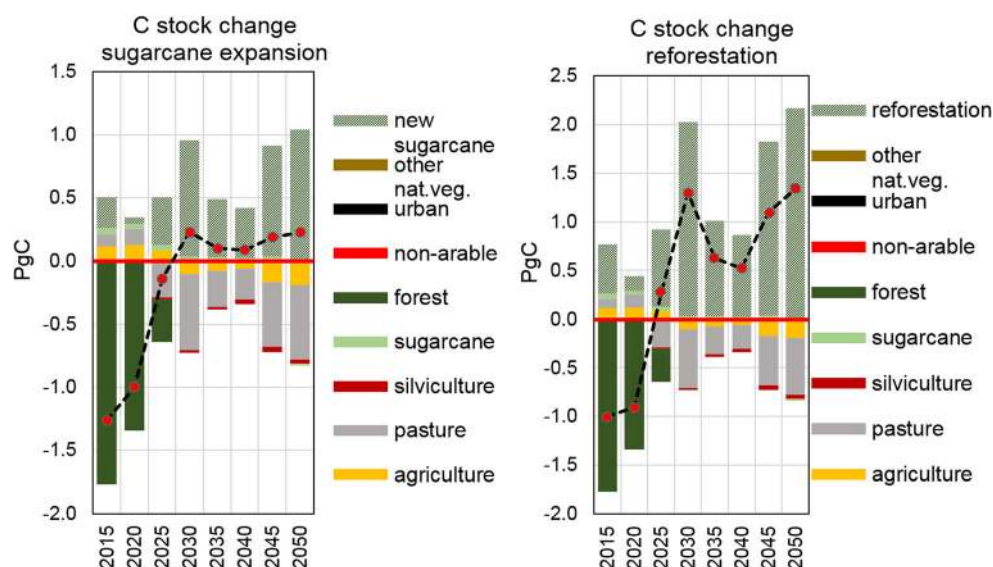 C stock change
sugarcane expansion
1.5
1.0
0.5
0.0
-0.5
-1.0
-1.5
-2.0
PgC
2015
2020
2025
2030
2035
2040
2045
2050
new
sugarcane
other
nat.veg.
urban
non-arable
forest
sugarcane
silviculture
pasture
agriculture
C stock change
reforestation
2.5
2.0
1.5
1.0
0.5
0.0
-0.5
-1.0
-1.5
-2.0
PgC
2015
2020
2025
2030
2035
2040
2045
2050
reforestation
other
nat.veg.
urban
non-arable
forest
sugarcane
silviculture
pasture
agriculture